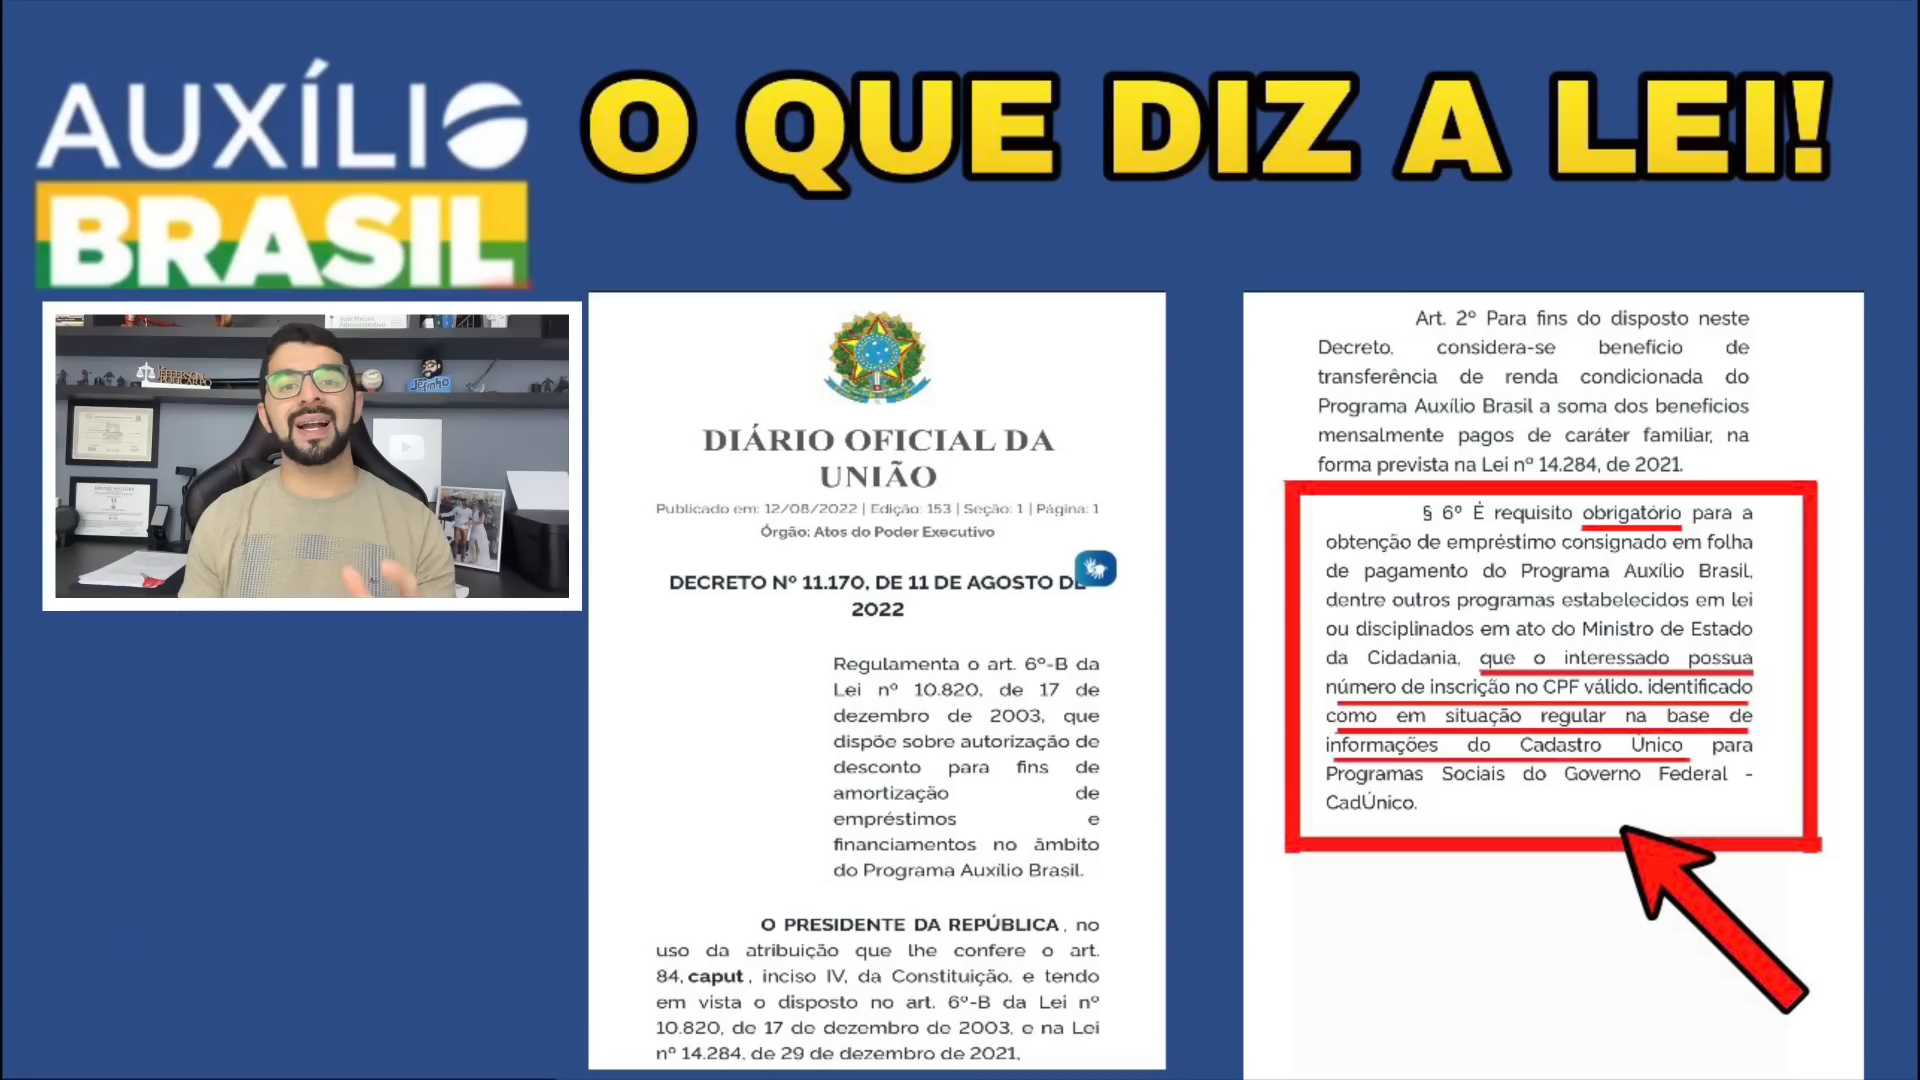 AUXÍLIO
BRASIL
O QUE DIZ A LEI!
JEFFERSON
Jefinho
DIÁRIO OFICIAL DA
UNIÃO
Publicado em: 12/08/2022 | Edição: 153 | Seção: 1 | Página: 1
Órgão: Atos do Poder Executivo
DECRETO Nº 11.170, DE 11 DE AGOSTO DE
2022
Regulamenta o art. 6º-B da
Lei nº 10.820, de 17 de
dezembro de 2003, que
dispõe sobre autorização de
desconto para fins de
amortização de
empréstimos e
financiamentos no âmbito
do Programa Auxílio Brasil.
O PRESIDENTE DA REPÚBLICA, no
uso da atribuição que lhe confere o art.
84, caput, inciso IV, da Constituição, e tendo
em vista o disposto no art. 6º-B da Lei nº
10.820, de 17 de dezembro de 2003, e na Lei
nº 14.284, de 29 de dezembro de 2021,
Art. 2º Para fins do disposto neste
Decreto, considera-se benefício de
transferência de renda condicionada do
Programa Auxílio Brasil a soma dos benefícios
mensalmente pagos de caráter familiar, na
forma prevista na Lei nº 14.284, de 2021.
§ 6º É requisito obrigatório para a
obtenção de empréstimo consignado em folha
de pagamento do Programa Auxílio Brasil,
dentre outros programas estabelecidos em lei
ou disciplinados em ato do Ministro de Estado
da Cidadania, que o interessado possua
número de inscrição no CPF válido, identificado
como em situação regular na base de
informações do Cadastro Único para
Programas Sociais do Governo Federal -
CadÚnico.